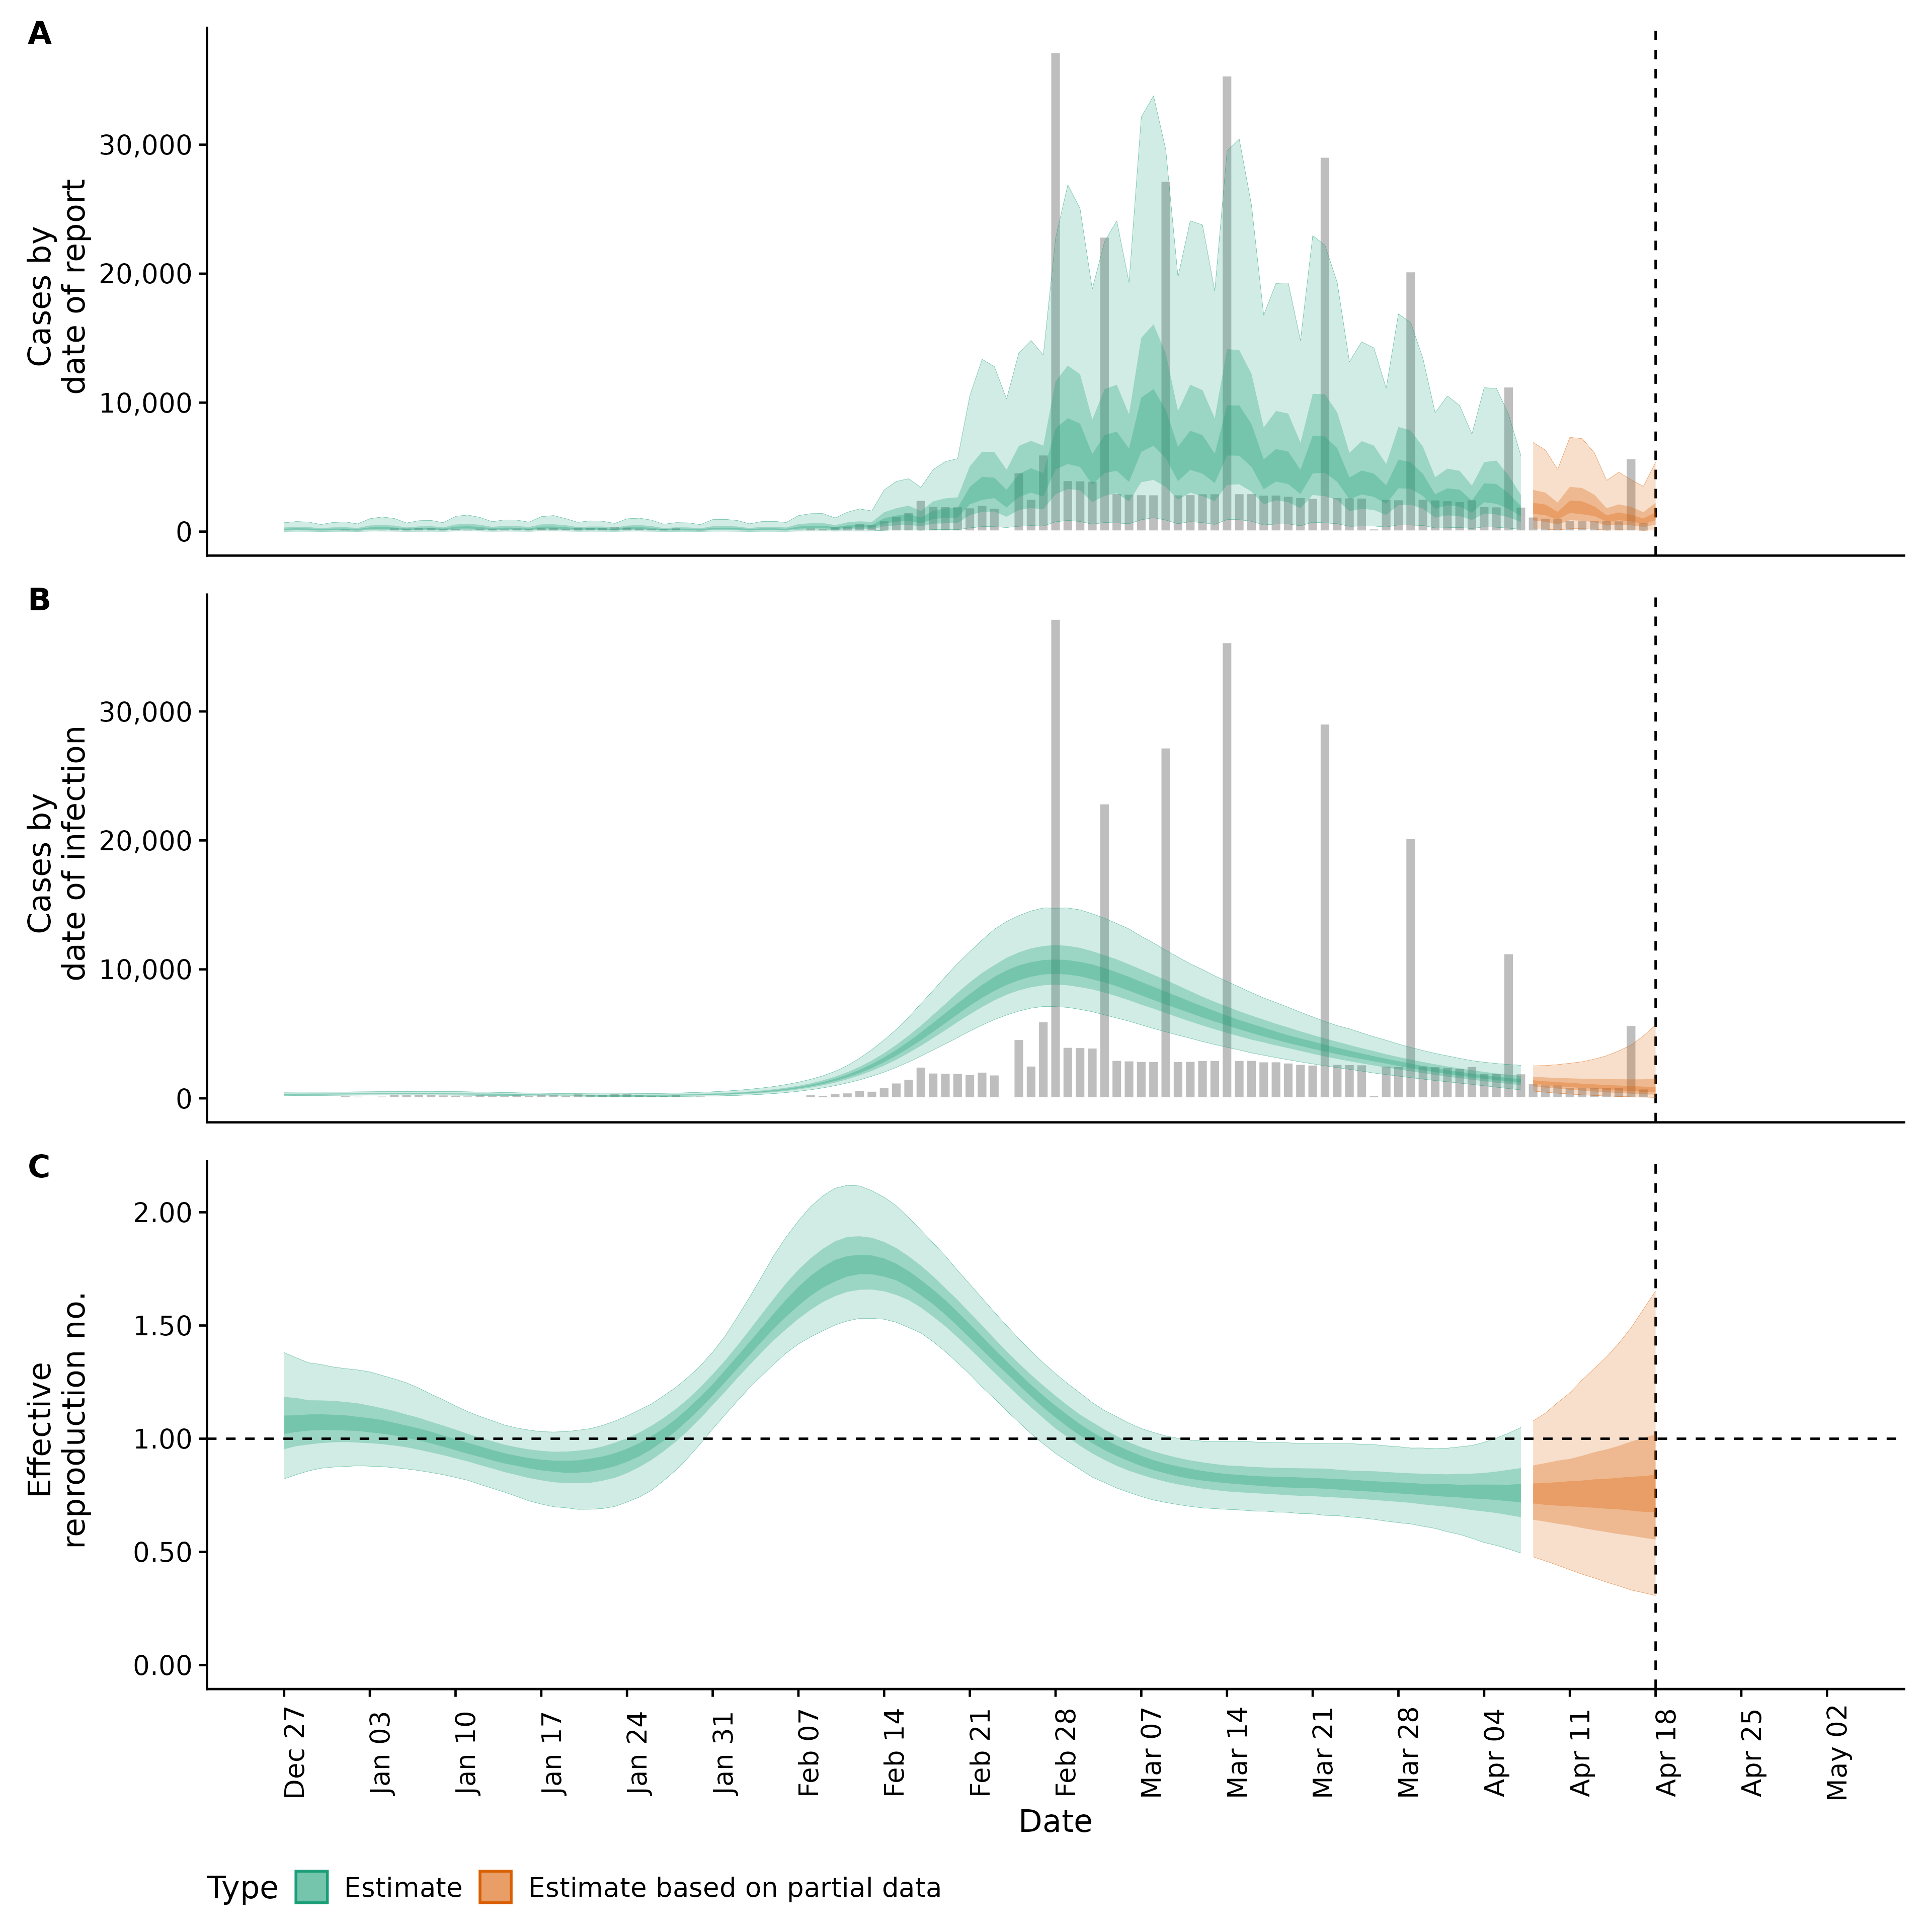 A
Cases by
date of report
30,000
20,000
10,000
0
B
Cases by
date of infection
30,000
20,000
10,000
0
C
Effective
reproduction no.
2.00
1.50
1.00
0.50
0.00
Dec 27
Jan 03
Jan 10
Jan 17
Jan 24
Jan 31
Feb 07
Feb 14
Feb 21
Feb 28
Mar 07
Mar 14
Mar 21
Mar 28
Apr 04
Apr 11
Apr 18
Apr 25
May 02
Date
Type Estimate Estimate based on partial data